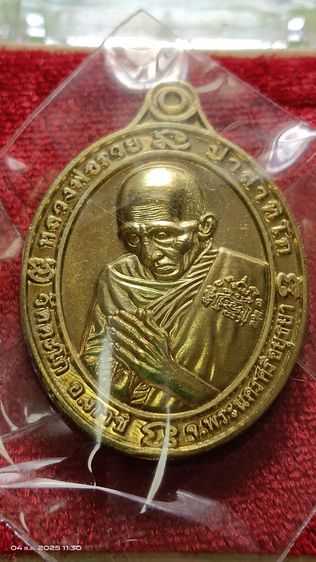 หลวงพ่อรวย ปาสาทิโก
วัดตะโก อ.ภาชี
จ.พระนครศรีอยุธยา
04 พ.ย. 2025 11:30